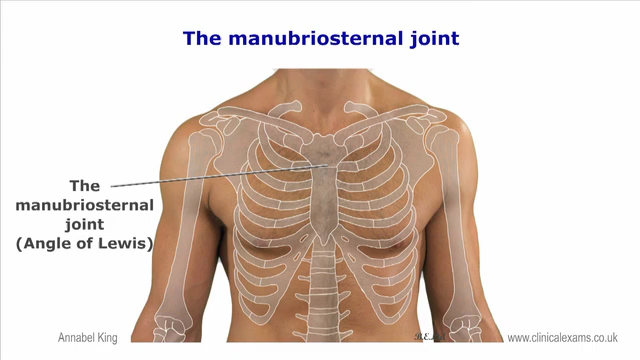 The manubriosternal joint
The
manubriosternal
joint
(Angle of Lewis)
Annabel King
www.clinicalexams.co.uk